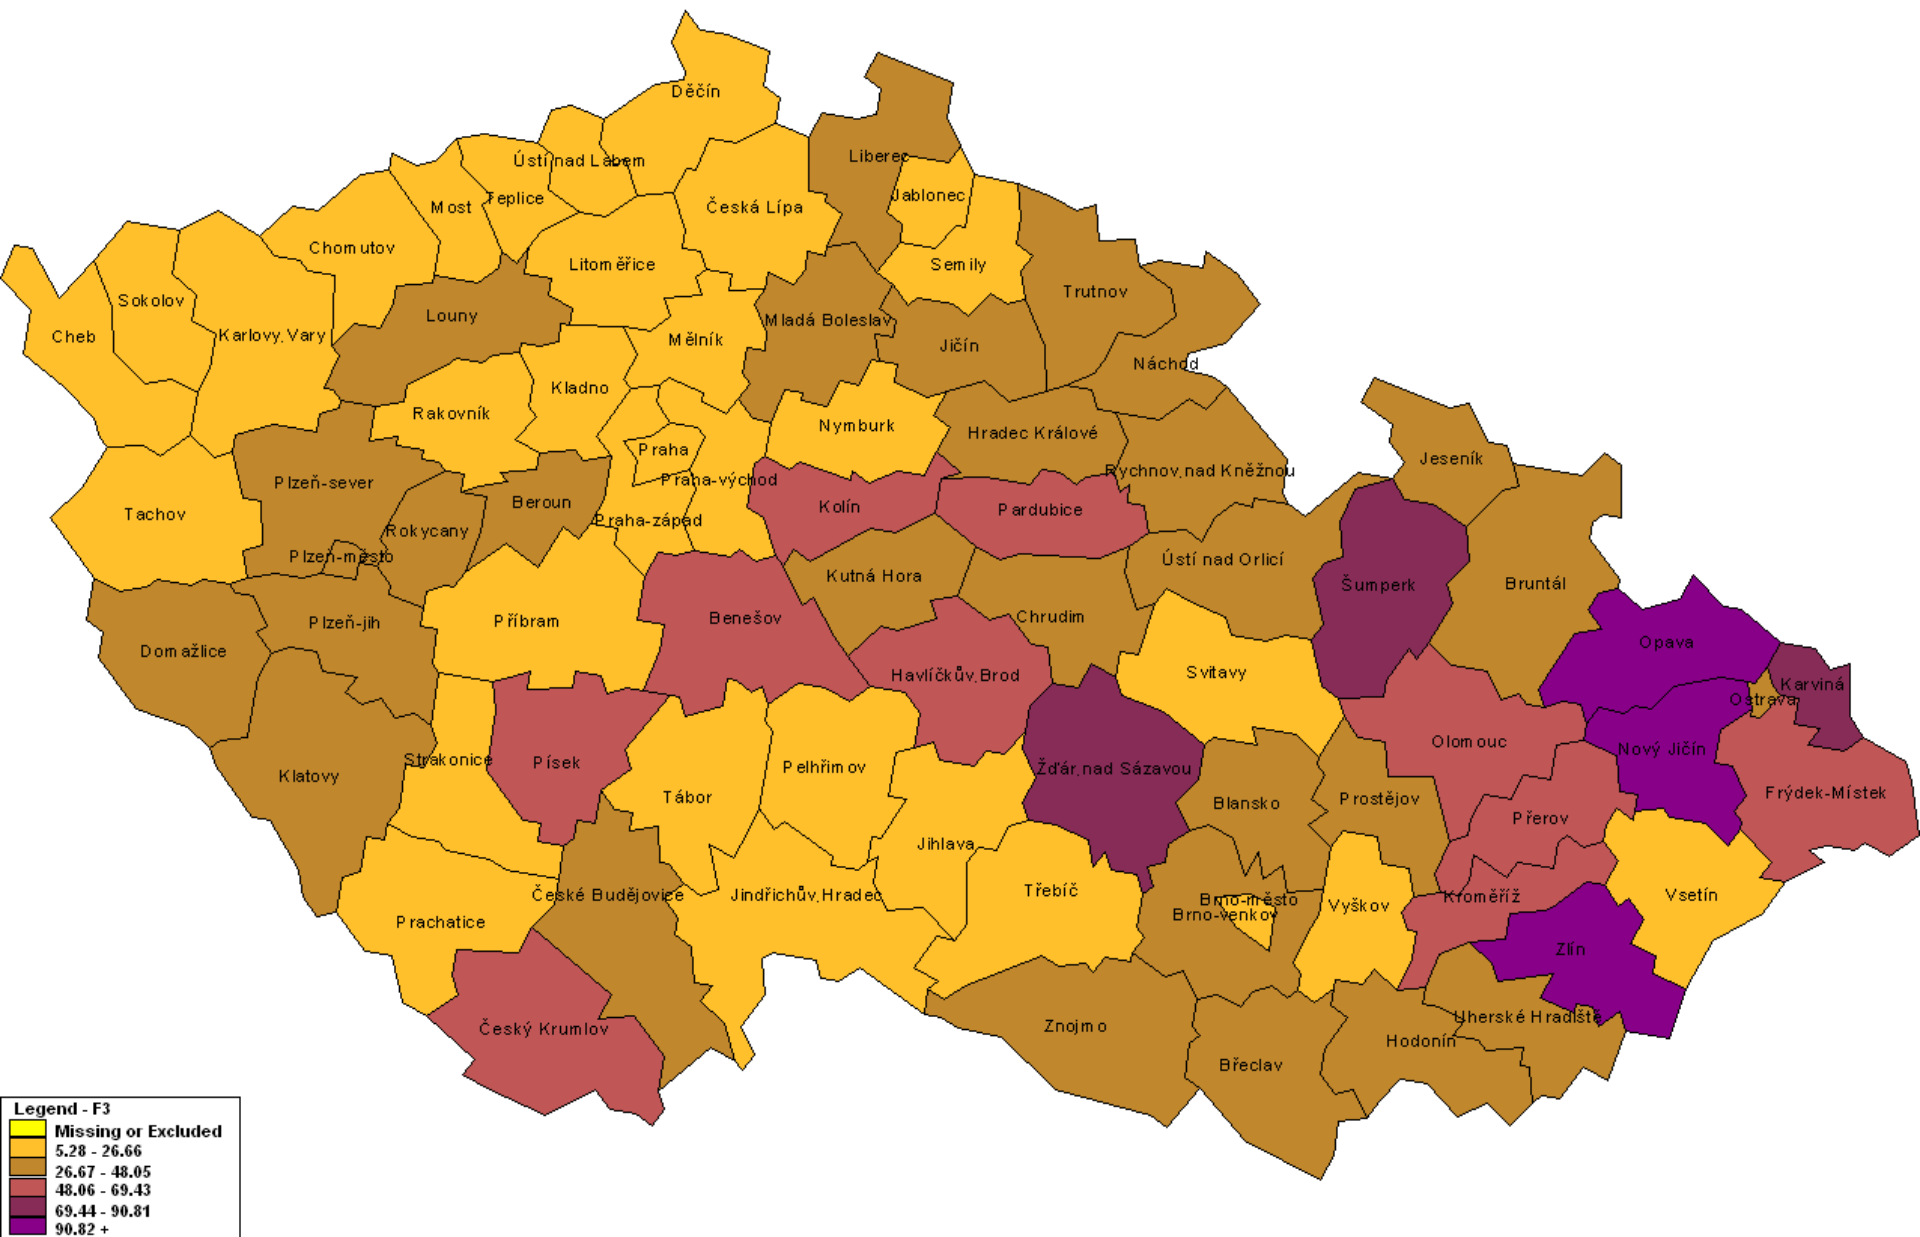 Děčín
Liberec
Ústí nad Labem
Jablonec
Teplice
Most
Česká Lípa
Chomutov
Litoměřice
Semily
Trutnov
Sokolov
Louny
Mladá Boleslav
Cheb
Karlovy.Vary
Mělník
Jičín
Náchod
Kladno
Rakovník
Nymburk
Hradec Králové
Praha
Rychnov.nad Kněžnou
Jeseník
Plzeň-sever
Praha-východ
Beroun
Kolín
Pardubice
Tachov
Praha-západ
Rokycany
Plzeň-město
Ústí nad Orlicí
Kutná Hora
Šumperk
Bruntál
Plzeň-jih
Příbram
Benešov
Chrudim
Opava
Domažlice
Havlíčkův.Brod
Svitavy
Karviná
Ostrava
Olomouc
Nový Jičín
Strakonice
Písek
Pelhřimov
Žďár.nad Sázavou
Klatovy
Tábor
Blansko
Prostějov
Frýdek-Místek
Přerov
Jihlava
České Budějovice
Jindřichův.Hradec
Třebíč
Kroměříž
Vsetín
Brno-město
Vyškov
Brno-venkov
Prachatice
Zlín
Český Krumlov
Znojmo
Uherské Hradiště
Hodonín
Břeclav
Legend - F3
Missing or Excluded
5.28 - 26.66
26.67 - 48.05
48.06 - 69.43
69.44 - 90.81
90.82 +